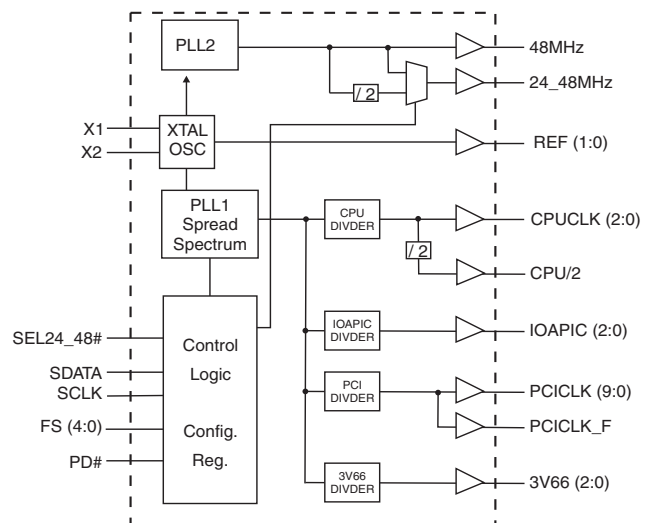 PLL2
48MHz
/ 2
24_48MHz
X1
X2
XTAL
OSC
REF (1:0)
PLL1
Spread
Spectrum
CPU
DIVDER
CPUCLK (2:0)
/ 2
CPU/2
SEL24_48#
SDATA
SCLK
FS (4:0)
PD#
Control
Logic
Config.
Reg.
IOAPIC
DIVDER
IOAPIC (2:0)
PCI
DIVDER
PCICLK (9:0)
PCICLK_F
3V66
DIVDER
3V66 (2:0)